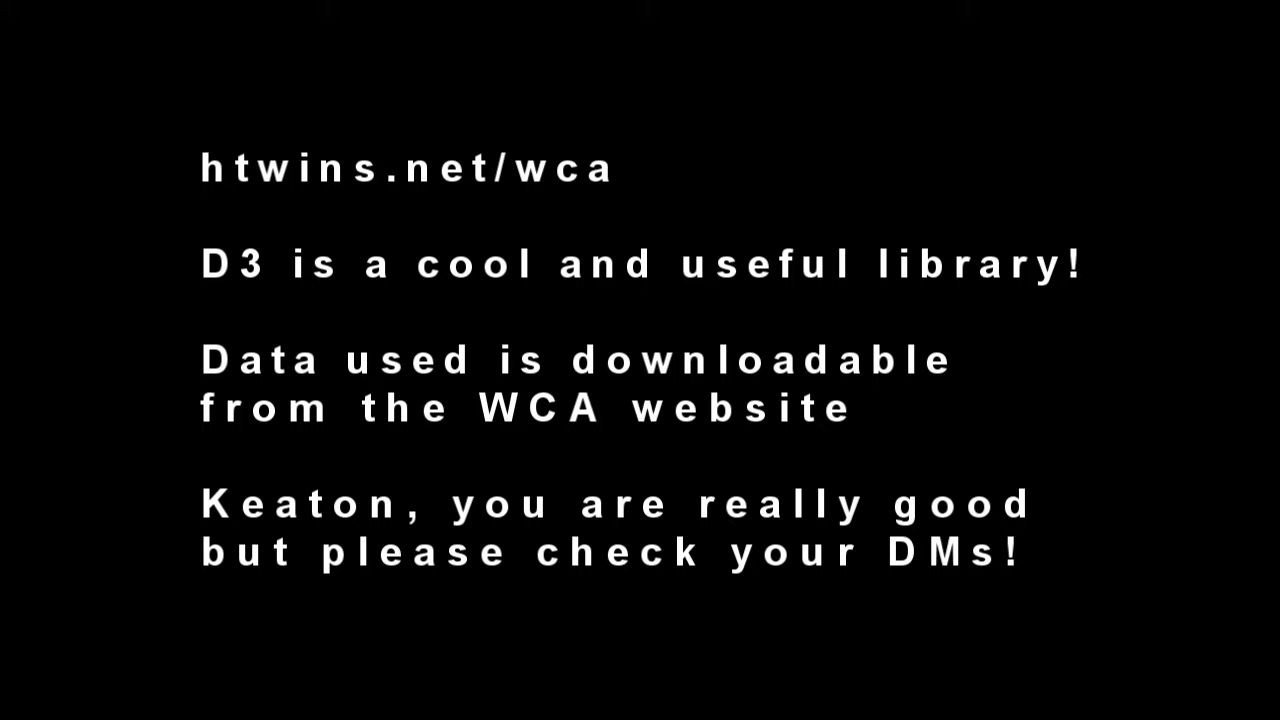 htwins.net/wca
D3 is a cool and useful library!
Data used is downloadable
from the WCA website
Keaton, you are really good
but please check your DMs!